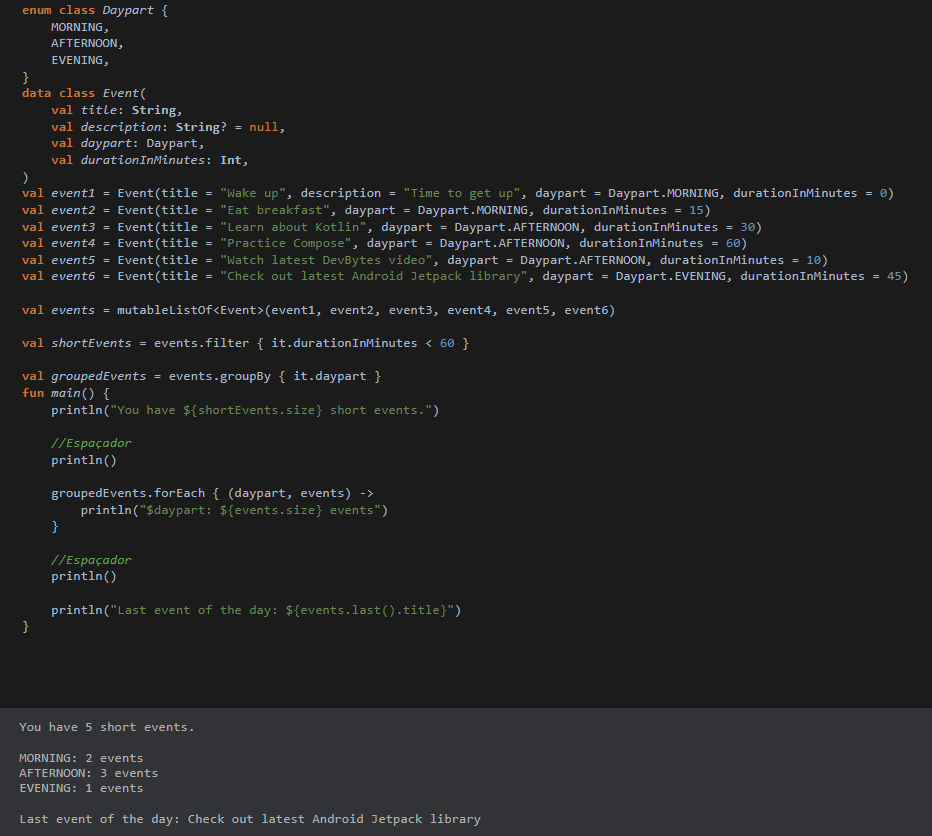 enum class Daypart {
    MORNING,
    AFTERNOON,
    EVENING,
}
data class Event(
    val title: String,
    val description: String? = null,
    val daypart: Daypart,
    val durationInMinutes: Int,
)
val event1 = Event(title = "Wake up", description = "Time to get up", daypart = Daypart.MORNING, durationInMinutes = 0)
val event2 = Event(title = "Eat breakfast", daypart = Daypart.MORNING, durationInMinutes = 15)
val event3 = Event(title = "Learn about Kotlin", daypart = Daypart.AFTERNOON, durationInMinutes = 30)
val event4 = Event(title = "Practice Compose", daypart = Daypart.AFTERNOON, durationInMinutes = 60)
val event5 = Event(title = "Watch latest DevBytes video", daypart = Daypart.AFTERNOON, durationInMinutes = 10)
val event6 = Event(title = "Check out latest Android Jetpack library", daypart = Daypart.EVENING, durationInMinutes = 45)

val events = mutableListOf<Event>(event1, event2, event3, event4, event5, event6)

val shortEvents = events.filter { it.durationInMinutes < 60 }

val groupedEvents = events.groupBy { it.daypart }
fun main() {
    println("You have ${shortEvents.size} short events.")

    //Espaçador
    println()

    groupedEvents.forEach { (daypart, events) ->
        println("$daypart: ${events.size} events")
    }

    //Espaçador
    println()

    println("Last event of the day: ${events.last().title}")
}

You have 5 short events.

MORNING: 2 events
AFTERNOON: 3 events
EVENING: 1 events

Last event of the day: Check out latest Android Jetpack library